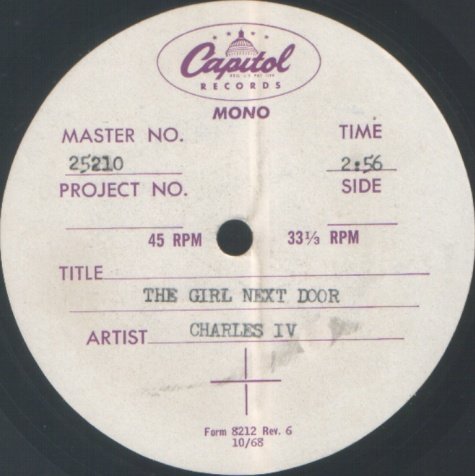 Capitol
REG. U.S. PAT. OFF.
RECORDS
MONO
MASTER NO. TIME
25210 2:56
PROJECT NO. SIDE
45 RPM 33⅓ RPM
TITLE
THE GIRL NEXT DOOR
ARTIST CHARLES IV
Form 8212 Rev. 6
10/68